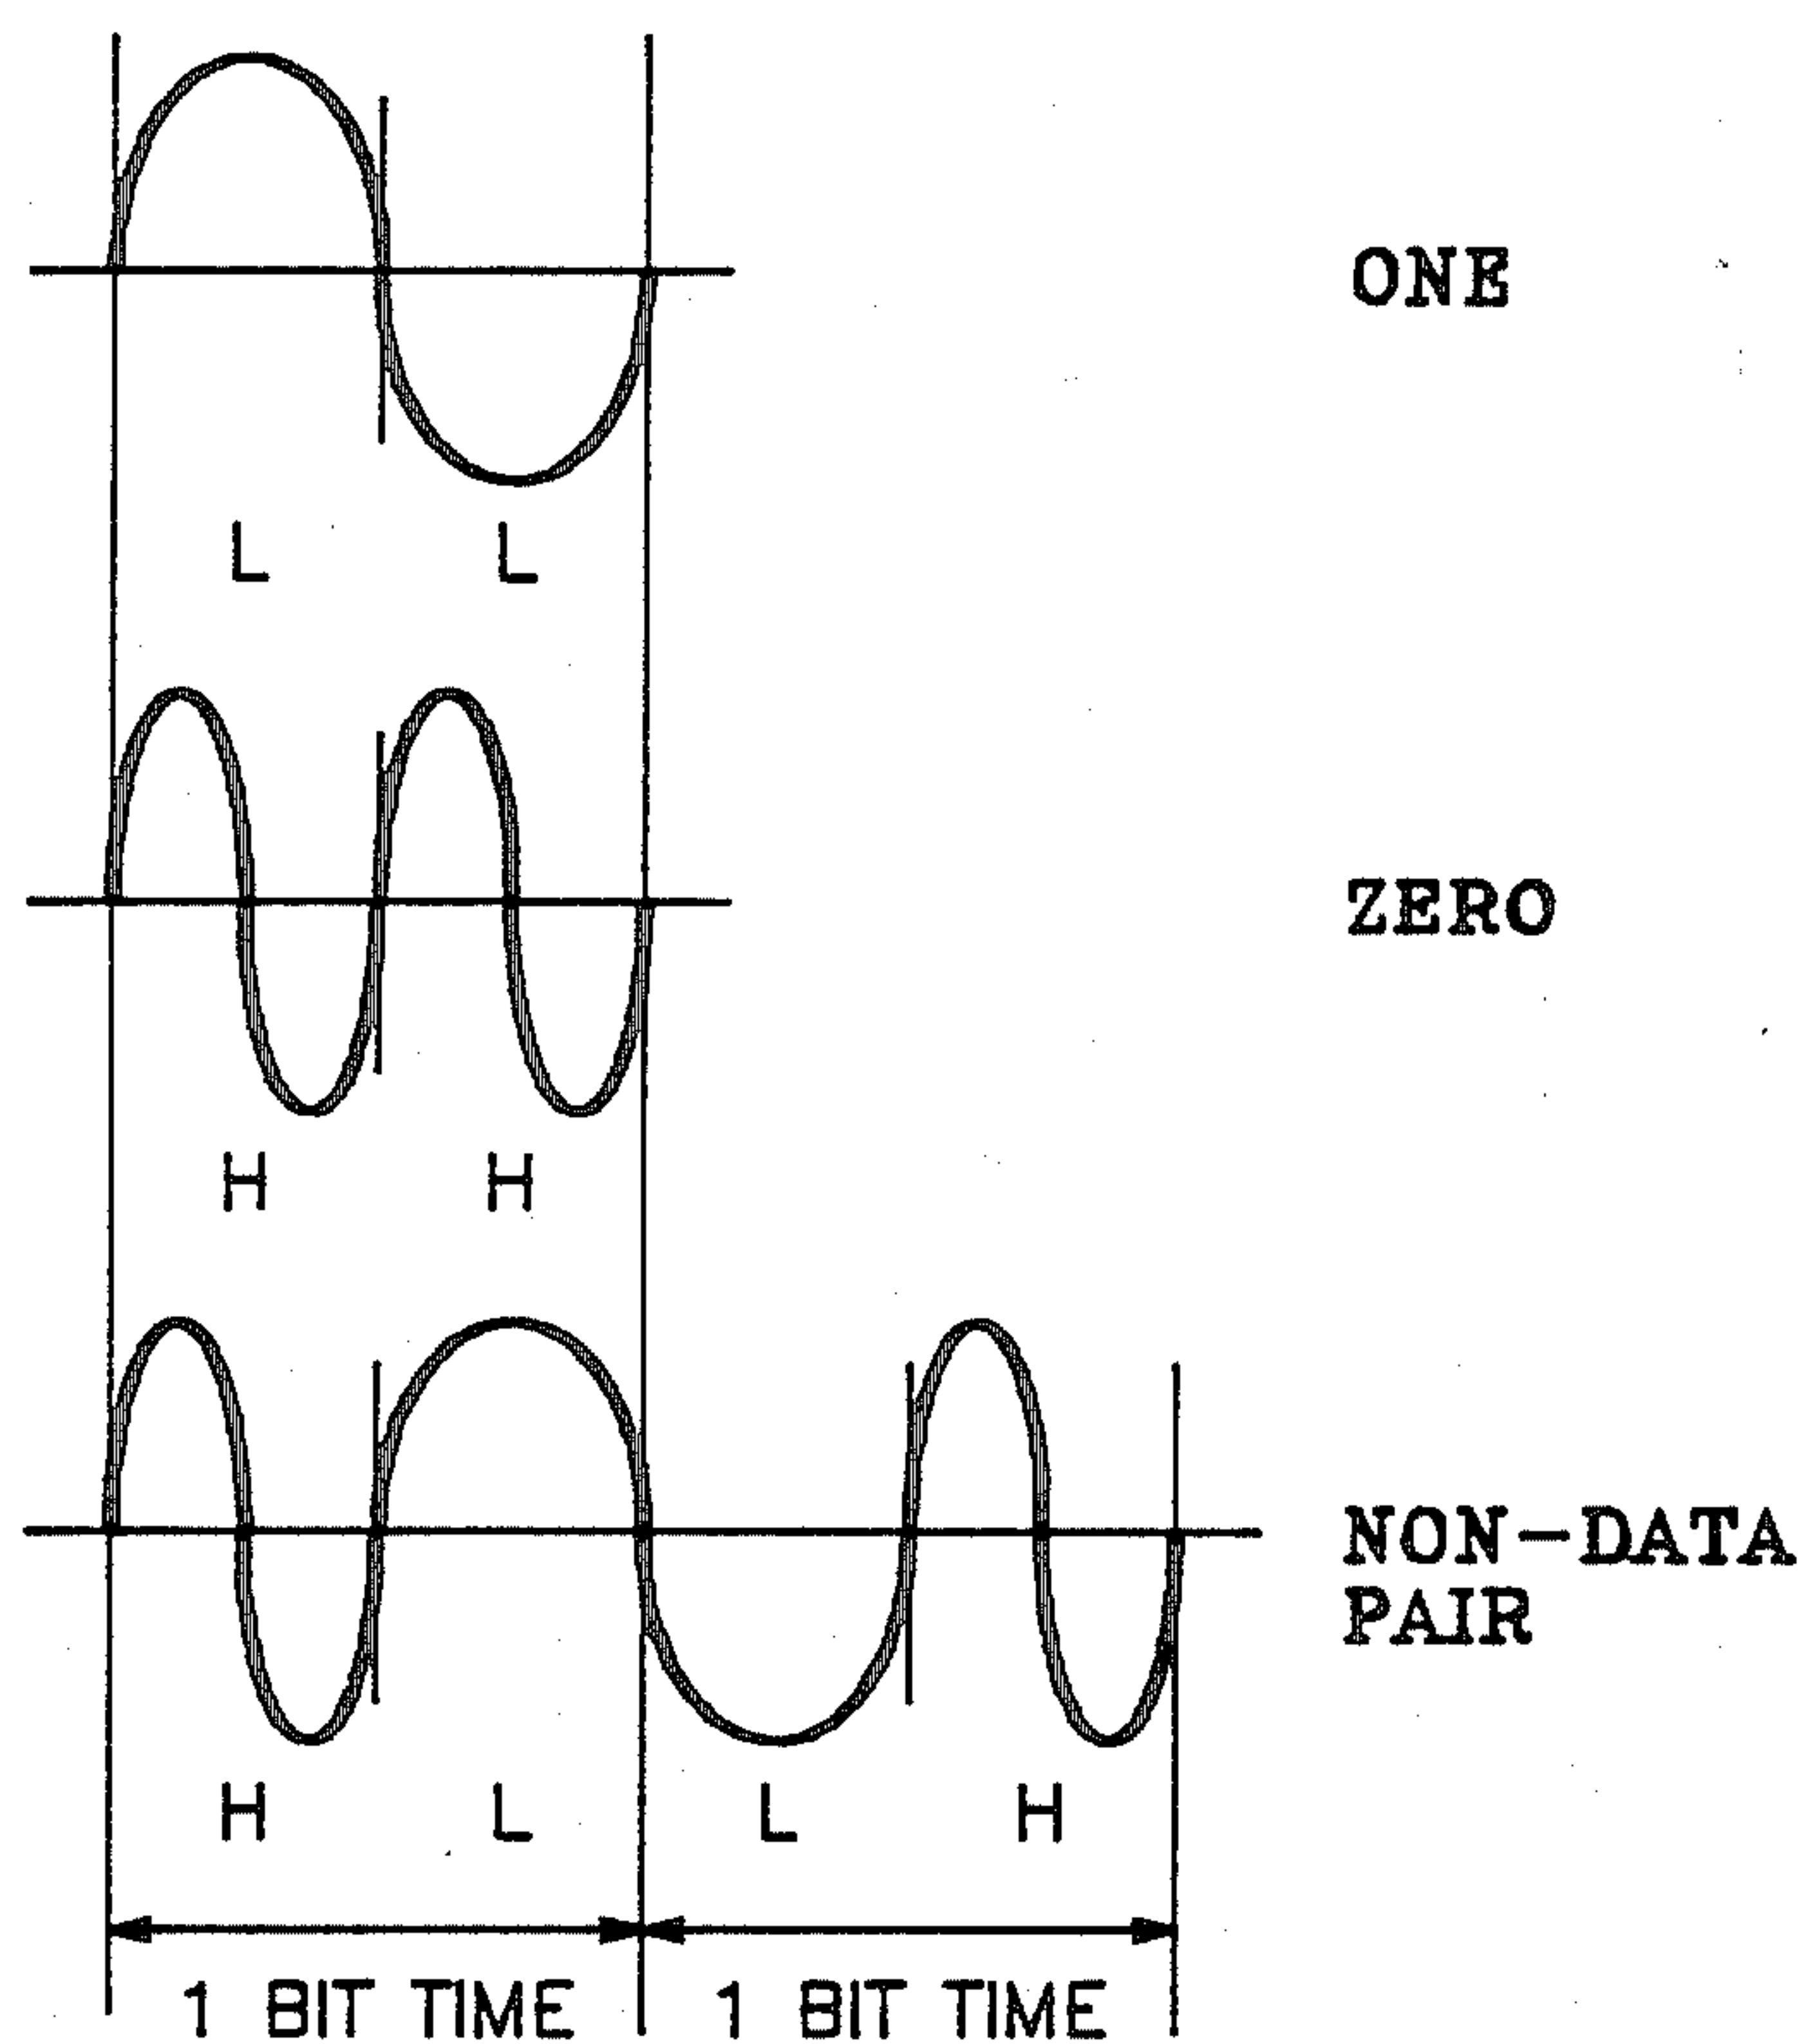 ONE
L L
ZERO
H H
NON-DATA
PAIR
H L L H
1 BIT TIME 1 BIT TIME